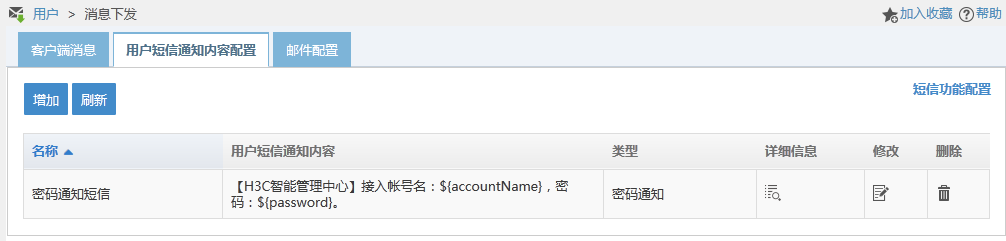 用户 > 消息下发 加入收藏 帮助
客户端消息 用户短信通知内容配置 邮件配置
增加 刷新 短信功能配置
名称 用户短信通知内容 类型 详细信息 修改 删除
密码通知短信 【H3C智能管理中心】接入帐号名：${accountName}，密 密码通知
码：${password}。